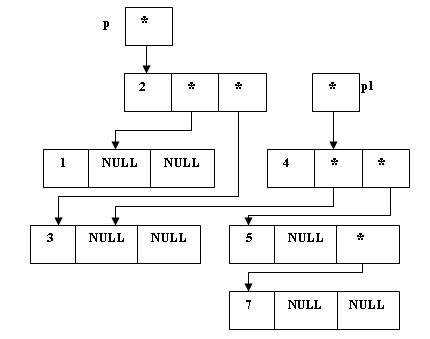 p *
2 * *
* p1
1 NULL NULL
4 * *
3 NULL NULL
5 NULL *
7 NULL NULL